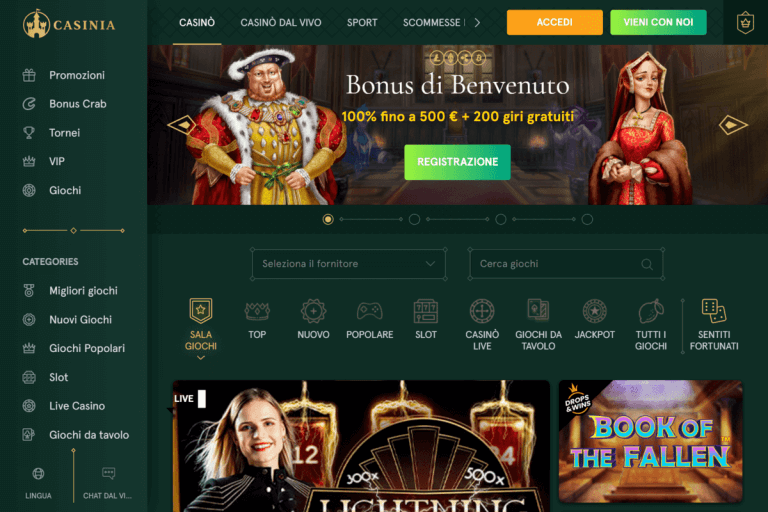 CASINIA
CASINÒ
CASINÒ DAL VIVO
SPORT
SCOMMESSE
ACCEDI
VIENI CON NOI
Promozioni
Bonus Crab
Tornei
VIP
Giochi
CATEGORIES
Migliori giochi
Nuovi Giochi
Giochi Popolari
Slot
Live Casino
Giochi da tavolo
LINGUA
CHAT DAL VI...
Bonus di Benvenuto
100% fino a 500 € + 200 giri gratuiti
REGISTRAZIONE
Seleziona il fornitore
Cerca giochi
SALA
GIOCHI
TOP
NUOVO
POPOLARE
SLOT
CASINÒ
LIVE
GIOCHI DA
TAVOLO
JACKPOT
TUTTI I
GIOCHI
SENTITI
FORTUNATI
LIVE
12
24
500x
500x
LIGHTNING
DROPS
&WINS
BOOK OF
THE FALLEN